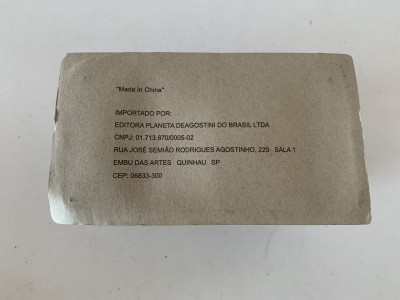 "Made in China"
IMPORTADO POR:
EDITORA PLANETA DEAGOSTINI DO BRASIL LTDA
CNPJ: 01.713.870/0005-02
RUA JOSÉ SEMIÃO RODRIGUES AGOSTINHO, 229 SALA 1
EMBU DAS ARTES QUINHAU SP
CEP: 06833-300